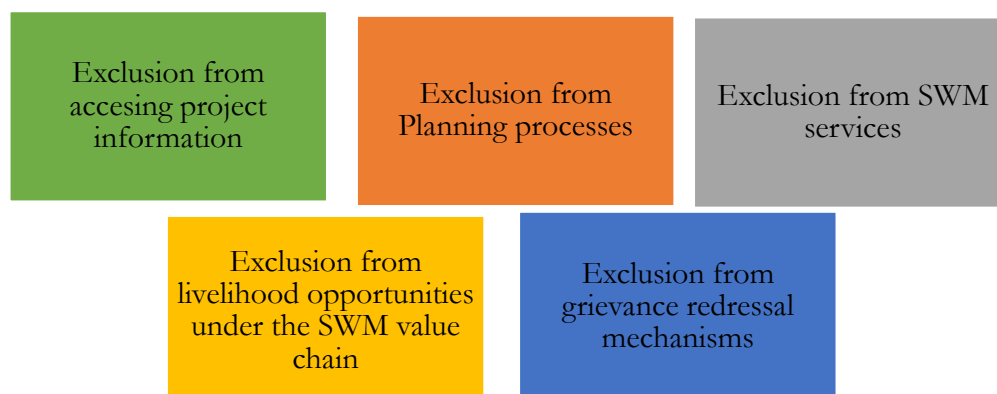 Exclusion from
accesing project
information
Exclusion from
Planning processes
Exclusion from SWM
services
Exclusion from
livelihood opportunities
under the SWM value
chain
Exclusion from
grievance redressal
mechanisms